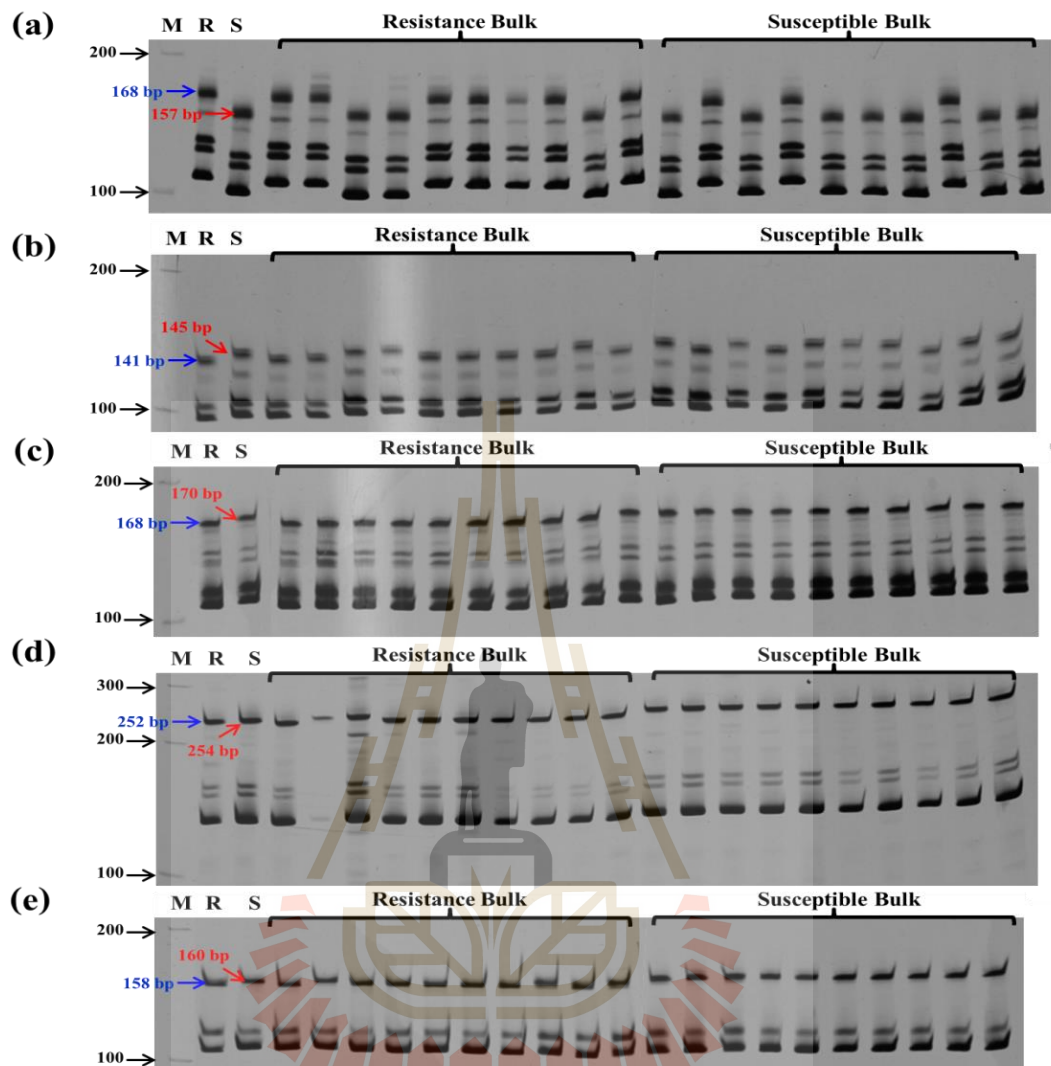 (a)
M R S Resistance Bulk Susceptible Bulk
200
168 bp
157 bp
100
(b)
M R S Resistance Bulk Susceptible Bulk
200
145 bp
141 bp
100
(c)
M R S Resistance Bulk Susceptible Bulk
200
170 bp
168 bp
100
(d)
M R S Resistance Bulk Susceptible Bulk
300
252 bp
200
254 bp
100
(e)
M R S Resistance Bulk Susceptible Bulk
200
160 bp
158 bp
100